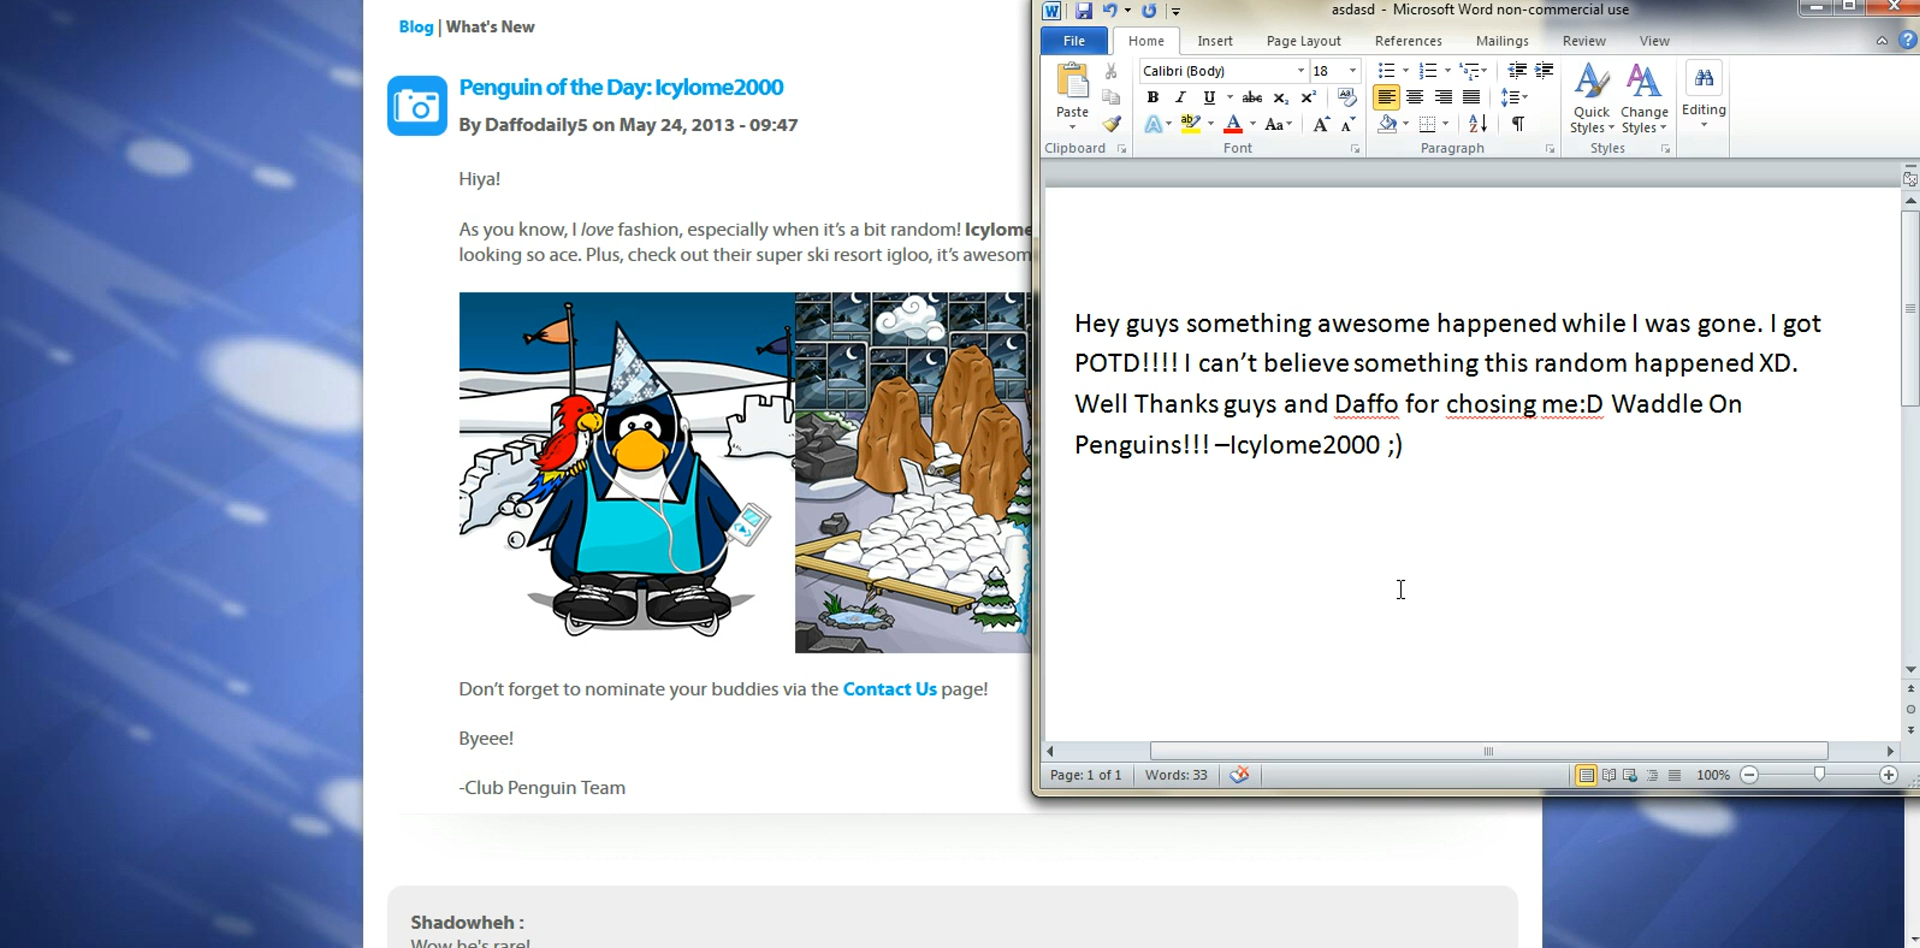 Blog | What's New
Penguin of the Day: Icylome2000
By Daffodaily5 on May 24, 2013 - 09:47
Hiya!
As you know, I love fashion, especially when it's a bit random! Icylome
looking so ace. Plus, check out their super ski resort igloo, it's awesom
Don't forget to nominate your buddies via the Contact Us page!
Byeee!
-Club Penguin Team
Shadowheh :
Wow he's rare!
asdasd - Microsoft Word non-commercial use
File Home Insert Page Layout References Mailings Review View
Calibri (Body) 18
Paste
Quick Styles
Change Styles
Editing
Clipboard Font Paragraph Styles
Hey guys something awesome happened while I was gone. I got
POTD!!!! I can't believe something this random happened XD.
Well Thanks guys and Daffo for chosing me:D Waddle On
Penguins!!! –Icylome2000 ;)
Page: 1 of 1 Words: 33 100%